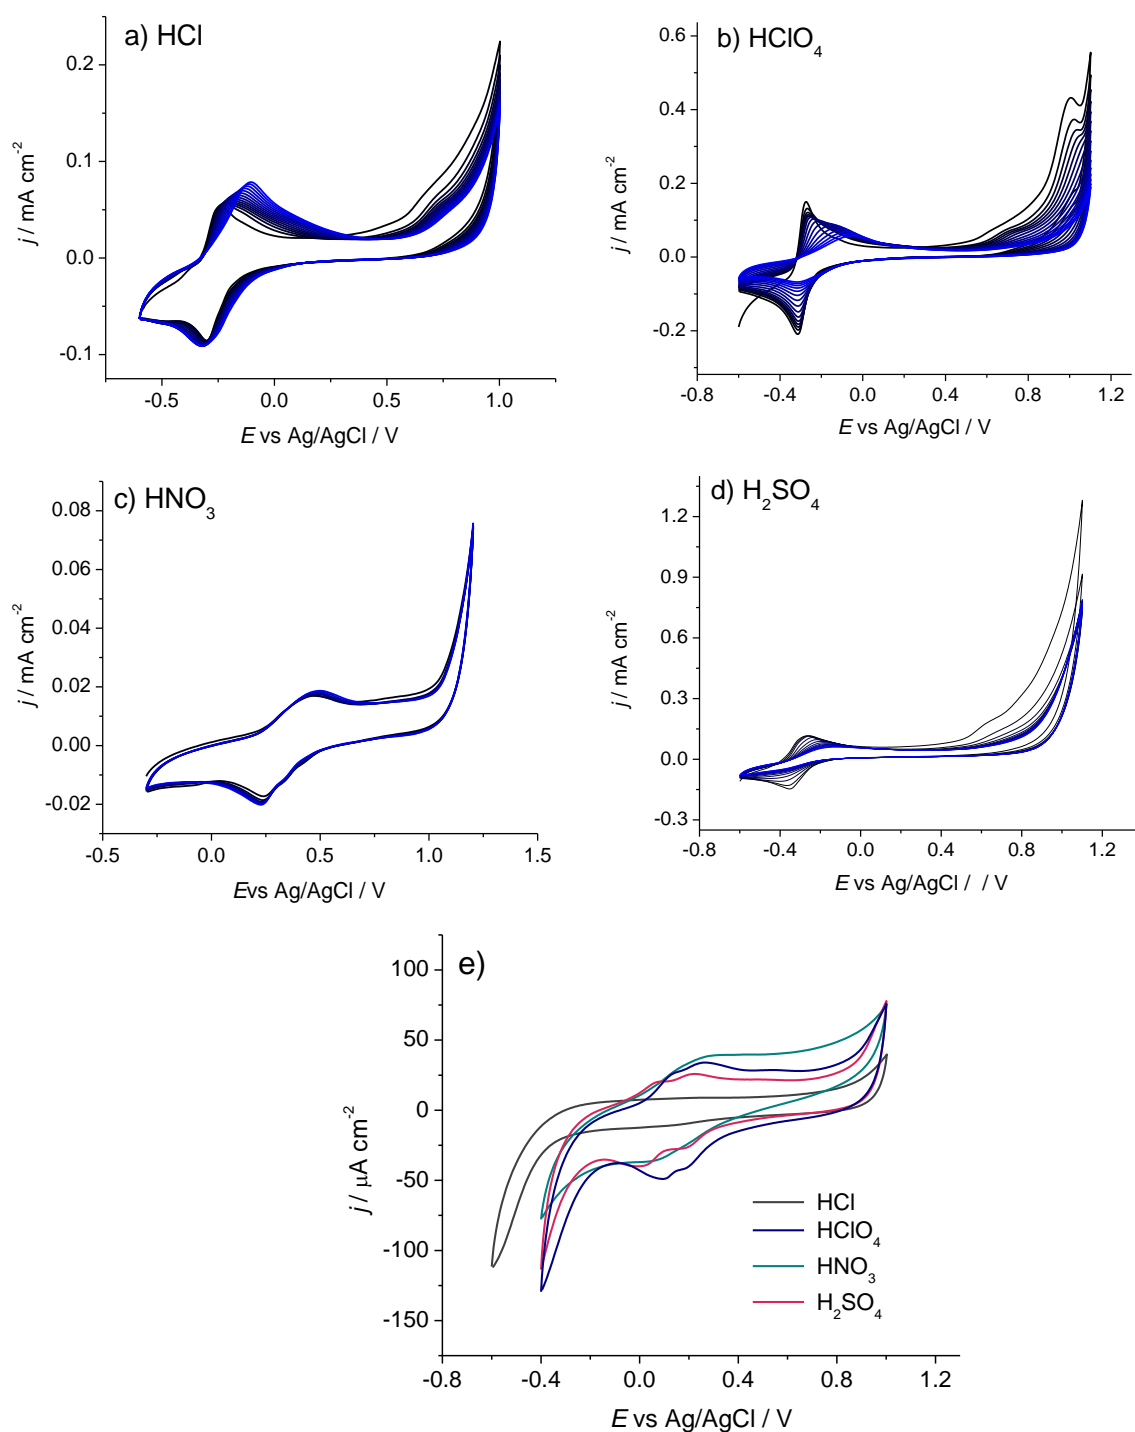 a) HCl
0.2
0.1
0.0
-0.1
-0.5
0.0
0.5
1.0
j / mA cm-2
E vs Ag/AgCl / V
b) HClO4
0.6
0.4
0.2
0.0
-0.2
-0.8
-0.4
0.0
0.4
0.8
1.2
j / mA cm-2
E vs Ag/AgCl / V
c) HNO3
0.08
0.06
0.04
0.02
0.00
-0.02
-0.5
0.0
0.5
1.0
1.5
j / mA cm-2
Evs Ag/AgCl / V
d) H2SO4
1.2
0.9
0.6
0.3
0.0
-0.3
-0.8
-0.4
0.0
0.4
0.8
1.2
j / mA cm-2
E vs Ag/AgCl / / V
e)
100
50
0
-50
-100
-150
-0.8
-0.4
0.0
0.4
0.8
1.2
j / μA cm-2
E vs Ag/AgCl / V
HCl
HClO4
HNO3
H2SO4